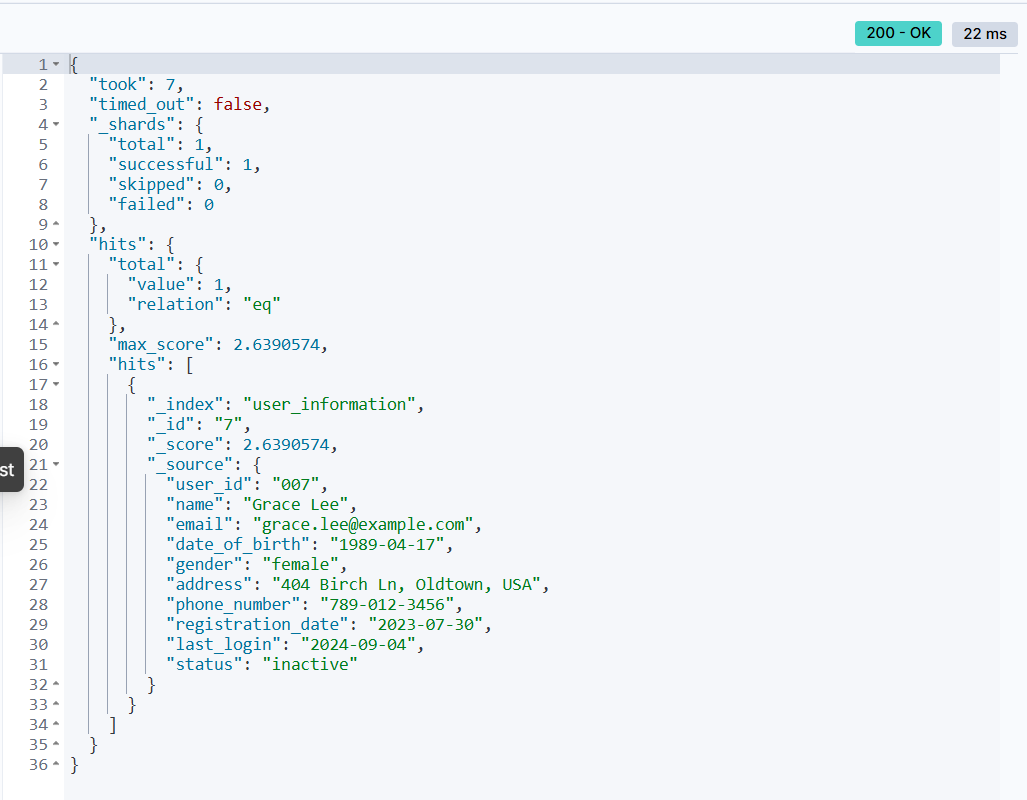 200 - OK
22 ms
1 {
2 "took": 7,
3 "timed_out": false,
4 "_shards": {
5 "total": 1,
6 "successful": 1,
7 "skipped": 0,
8 "failed": 0
9 },
10 "hits": {
11 "total": {
12 "value": 1,
13 "relation": "eq"
14 },
15 "max_score": 2.6390574,
16 "hits": [
17 {
18 "_index": "user_information",
19 "_id": "7",
20 "_score": 2.6390574,
st
21 "_source": {
22 "user_id": "007",
23 "name": "Grace Lee",
24 "email": "grace.lee@example.com",
25 "date_of_birth": "1989-04-17",
26 "gender": "female",
27 "address": "404 Birch Ln, Oldtown, USA",
28 "phone_number": "789-012-3456",
29 "registration_date": "2023-07-30",
30 "last_login": "2024-09-04",
31 "status": "inactive"
32 }
33 }
34 ]
35 }
36 }